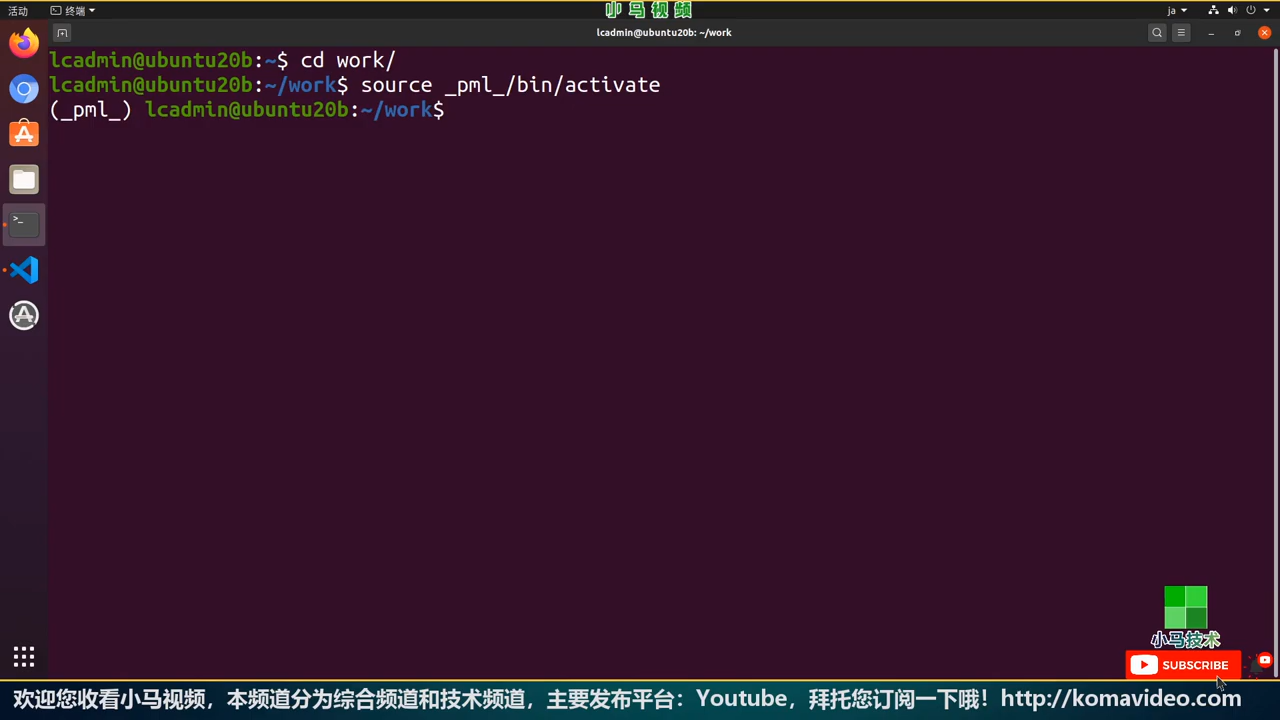 活动
终端
小马视频
ja
lcadmin@ubuntu20b: ~/work
lcadmin@ubuntu20b:~$ cd work/
lcadmin@ubuntu20b:~/work$ source _pml_/bin/activate
(_pml_) lcadmin@ubuntu20b:~/work$
小马技术
SUBSCRIBE
欢迎您收看小马视频，本频道分为综合频道和技术频道，主要发布平台：Youtube，拜托您订阅一下哦！http://komavideo.com